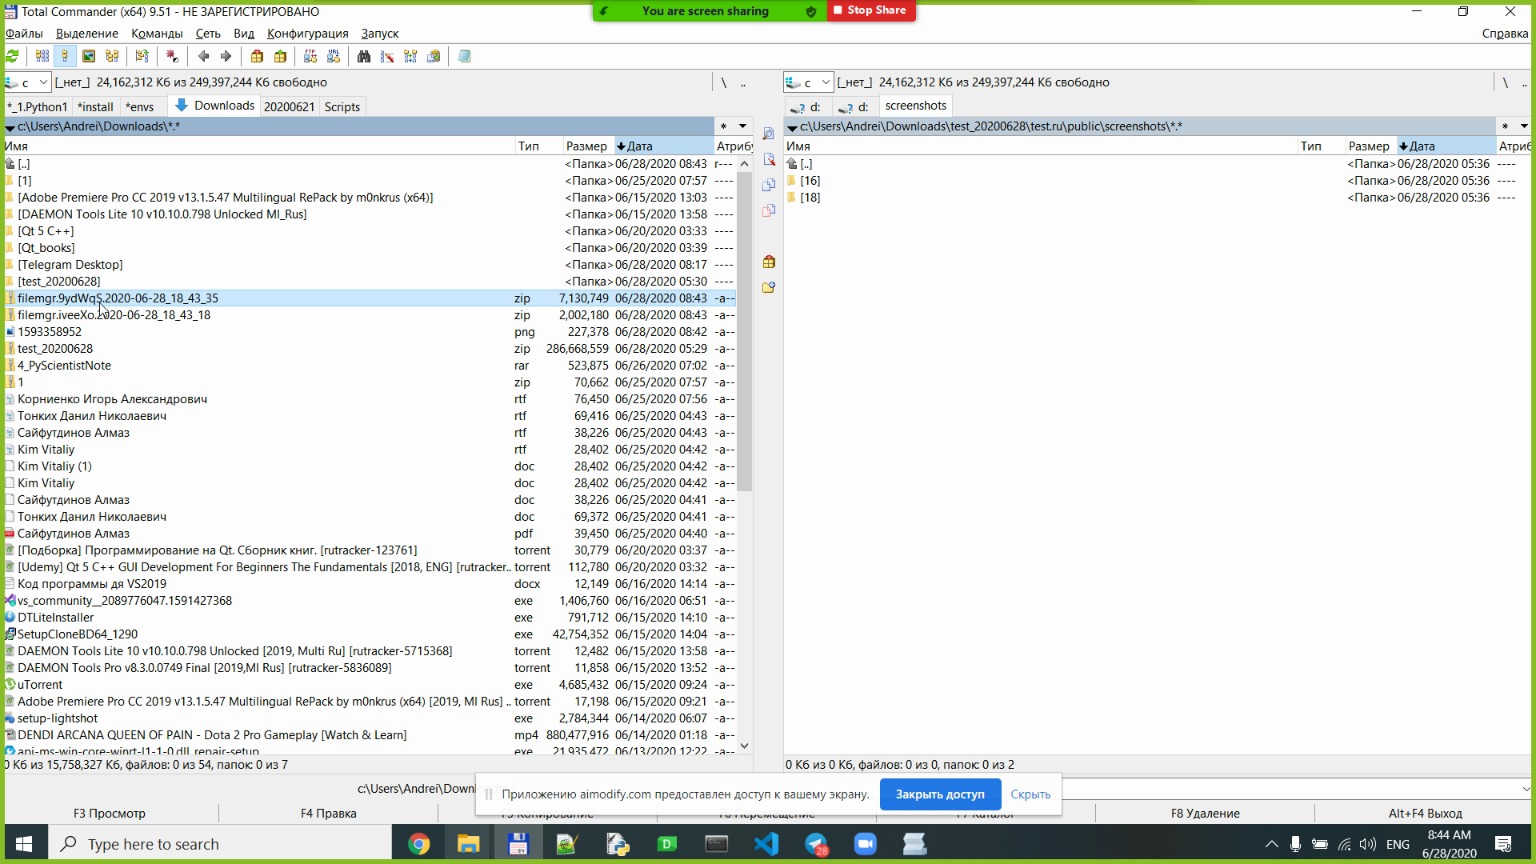 Total Commander (x64) 9.51 - НЕ ЗАРЕГИСТРИРОВАНО
You are screen sharing
Stop Share
Файлы Выделение Команды Сеть Вид Конфигурация Запуск Справка
c [_нет_] 24,162,312 Кб из 249,397,244 Кб свободно \ ..
c [_нет_] 24,162,312 Кб из 249,397,244 Кб свободно \ ..
*_1.Python1 *install *envs Downloads 20200621 Scripts
d: d: screenshots
c:\Users\Andrei\Downloads\*.* *
c:\Users\Andrei\Downloads\test_20200628\test.ru\public\screenshots\*.* *
Имя Тип Размер Дата Атрибу
Имя Тип Размер Дата Атриб
[..] <Папка> 06/28/2020 08:43 r---
[..] <Папка> 06/28/2020 05:36 ----
[1] <Папка> 06/25/2020 07:57 ----
[16] <Папка> 06/28/2020 05:36 ----
[Adobe Premiere Pro CC 2019 v13.1.5.47 Multilingual RePack by m0nkrus (x64)] <Папка> 06/15/2020 13:03 ----
[18] <Папка> 06/28/2020 05:36 ----
[DAEMON Tools Lite 10 v10.10.0.798 Unlocked MI_Rus] <Папка> 06/15/2020 13:58 ----
[Qt 5 C++] <Папка> 06/20/2020 03:33 ----
[Qt_books] <Папка> 06/20/2020 03:39 ----
[Telegram Desktop] <Папка> 06/28/2020 08:17 ----
[test_20200628] <Папка> 06/28/2020 05:30 ----
filemgr.9ydWqS.2020-06-28_18_43_35 zip 7,130,749 06/28/2020 08:43 -a--
filemgr.iveeXo.2020-06-28_18_43_18 zip 2,002,180 06/28/2020 08:43 -a--
1593358952 png 227,378 06/28/2020 08:42 -a--
test_20200628 zip 286,668,559 06/28/2020 05:29 -a--
4_PyScientistNote rar 523,875 06/26/2020 07:02 -a--
1 zip 70,662 06/25/2020 07:57 -a--
Корниенко Игорь Александрович rtf 76,450 06/25/2020 07:56 -a--
Тонких Данил Николаевич rtf 69,416 06/25/2020 04:43 -a--
Сайфутдинов Алмаз rtf 38,226 06/25/2020 04:43 -a--
Kim Vitaliy rtf 28,402 06/25/2020 04:42 -a--
Kim Vitaliy (1) doc 28,402 06/25/2020 04:42 -a--
Kim Vitaliy doc 28,402 06/25/2020 04:42 -a--
Сайфутдинов Алмаз doc 38,226 06/25/2020 04:41 -a--
Тонких Данил Николаевич doc 69,372 06/25/2020 04:41 -a--
Сайфутдинов Алмаз pdf 39,450 06/25/2020 04:40 -a--
[Подборка] Программирование на Qt. Сборник книг. [rutracker-123761] torrent 30,779 06/20/2020 03:37 -a--
[Udemy] Qt 5 C++ GUI Development For Beginners The Fundamentals [2018, ENG] [rutracker.. torrent 112,780 06/20/2020 03:32 -a--
Код программы дя VS2019 docx 12,149 06/16/2020 14:14 -a--
vs_community__2089776047.1591427368 exe 1,406,760 06/16/2020 06:51 -a--
DTLiteInstaller exe 791,712 06/15/2020 14:10 -a--
SetupCloneBD64_1290 exe 42,754,352 06/15/2020 14:04 -a--
DAEMON Tools Lite 10 v10.10.0.798 Unlocked [2019, Multi Ru] [rutracker-5715368] torrent 12,482 06/15/2020 13:58 -a--
DAEMON Tools Pro v8.3.0.0749 Final [2019,MI Rus] [rutracker-5836089] torrent 11,858 06/15/2020 13:52 -a--
uTorrent exe 4,685,432 06/15/2020 09:24 -a--
Adobe Premiere Pro CC 2019 v13.1.5.47 Multilingual RePack by m0nkrus (x64) [2019, MI Rus] .. torrent 17,198 06/15/2020 09:21 -a--
setup-lightshot exe 2,784,344 06/14/2020 06:07 -a--
DENDI ARCANA QUEEN OF PAIN - Dota 2 Pro Gameplay [Watch & Learn] mp4 880,477,916 06/14/2020 01:18 -a--
api-ms-win-core-winrt-l1-1-0.dll_repair-setup exe 21,935,472 06/13/2020 12:22 -a--
0 Кб из 15,758,327 Кб, файлов: 0 из 54, папок: 0 из 7
0 Кб из 0 Кб, файлов: 0 из 0, папок: 0 из 2
c:\Users\Andrei\Down
Приложению aimodify.com предоставлен доступ к вашему экрану. Закрыть доступ Скрыть
F3 Просмотр F4 Правка F5 Копирование F6 Перемещение F7 Каталог F8 Удаление Alt+F4 Выход
Type here to search
D
28
ENG
8:44 AM
6/28/2020